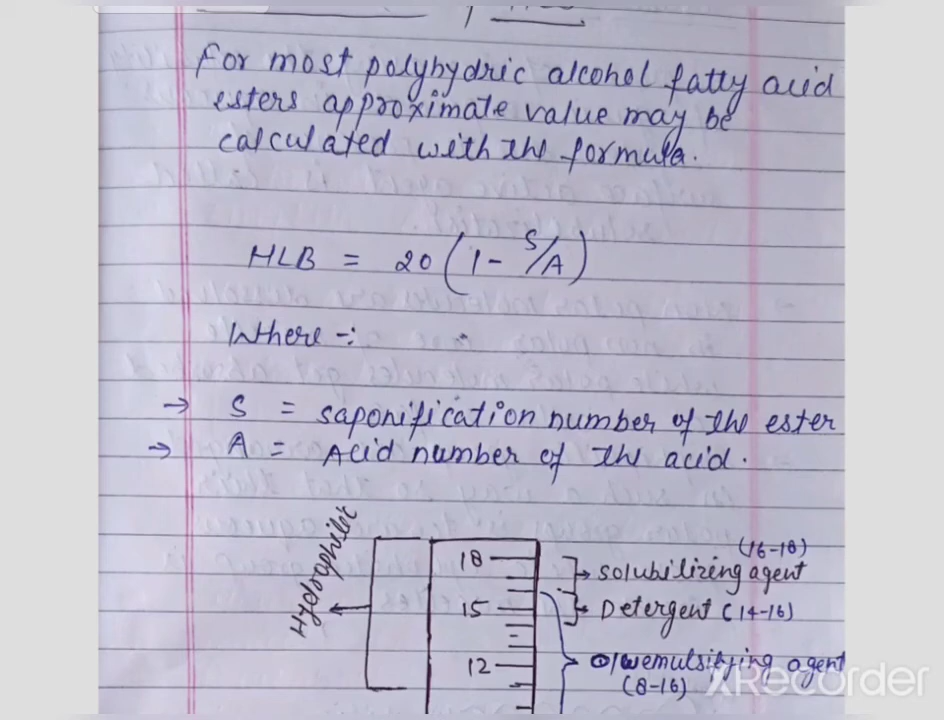 For most polyhydric alcohol fatty acid
esters approximate value may be
calculated with the formula.
HLB = 20 (1 - S/A)
Where -:
→ S = saponification number of the ester
→ A = Acid number of the acid.
Hydrophilic
18
15
12
(16-18)
→ solubilizing agent
→ Detergent (14-16)
O/W emulsifying agent
(8-16)
XRecorder